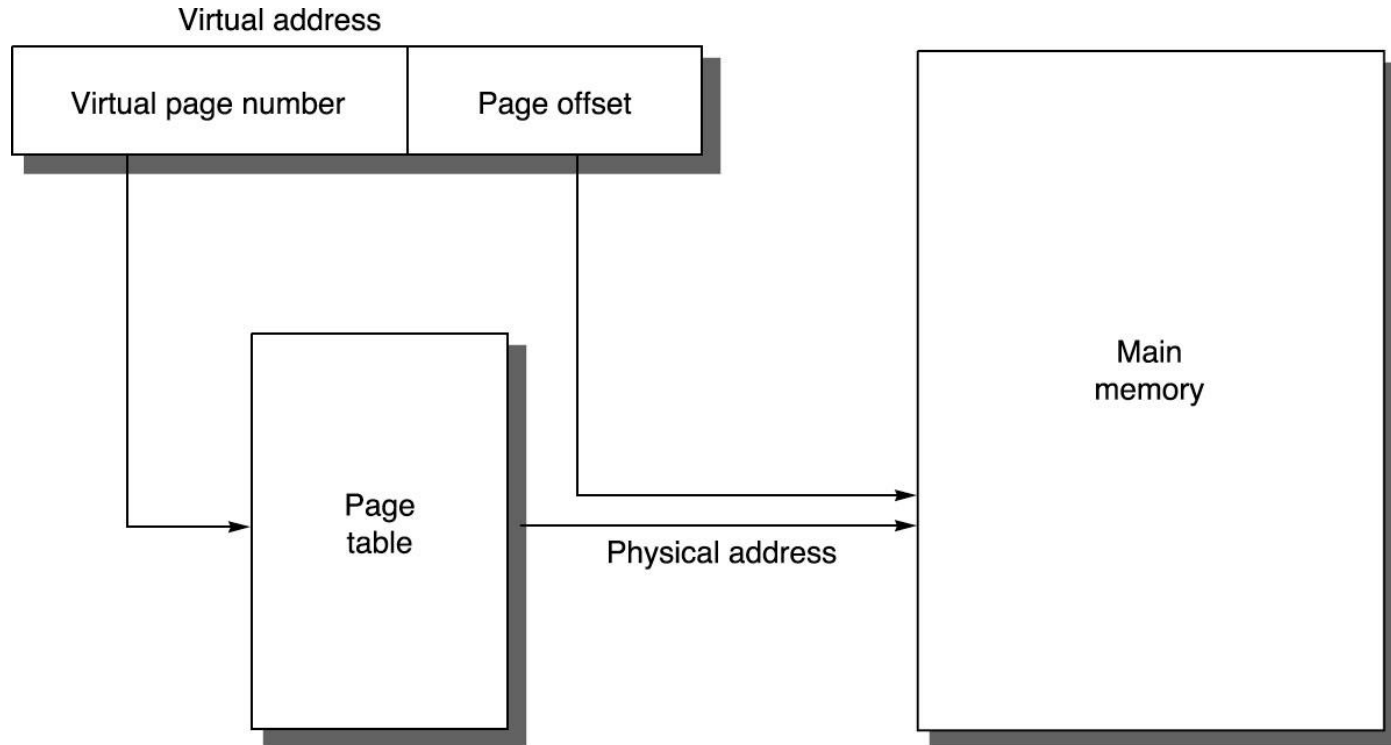 Virtual address
Virtual page number
Page offset
Main
memory
Page
table
Physical address